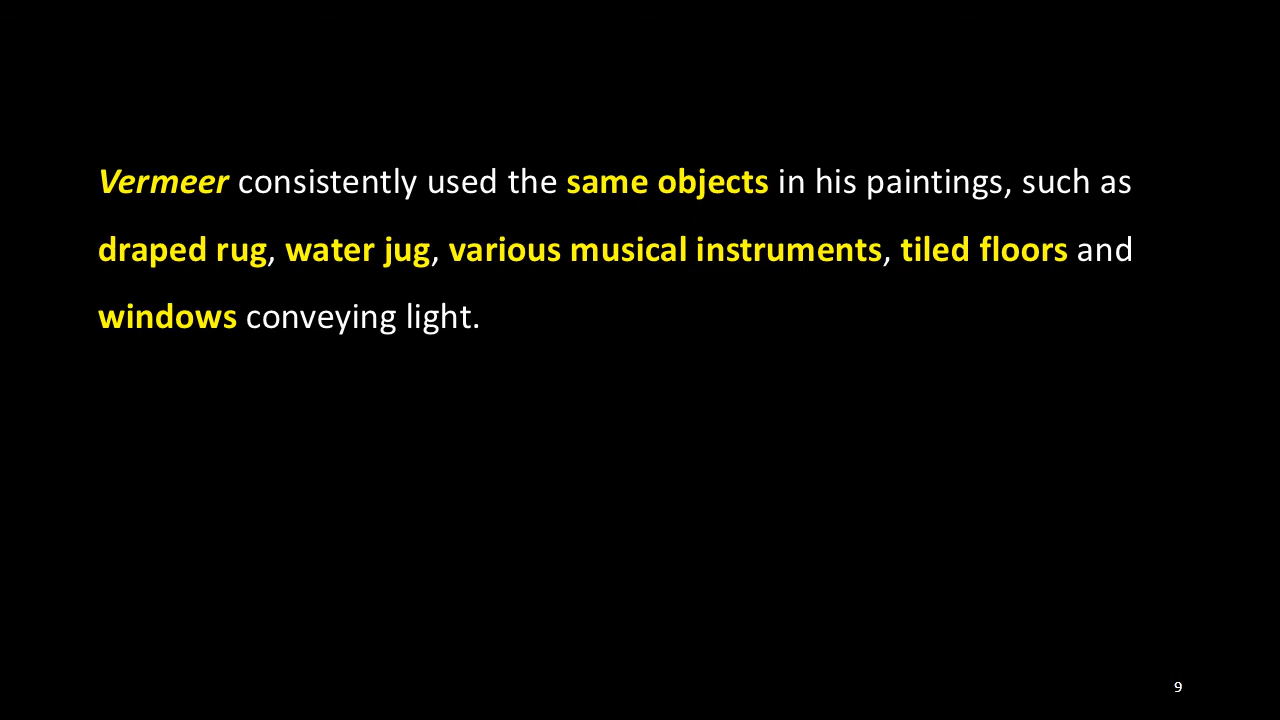 Vermeer consistently used the same objects in his paintings, such as
draped rug, water jug, various musical instruments, tiled floors and
windows conveying light.
9